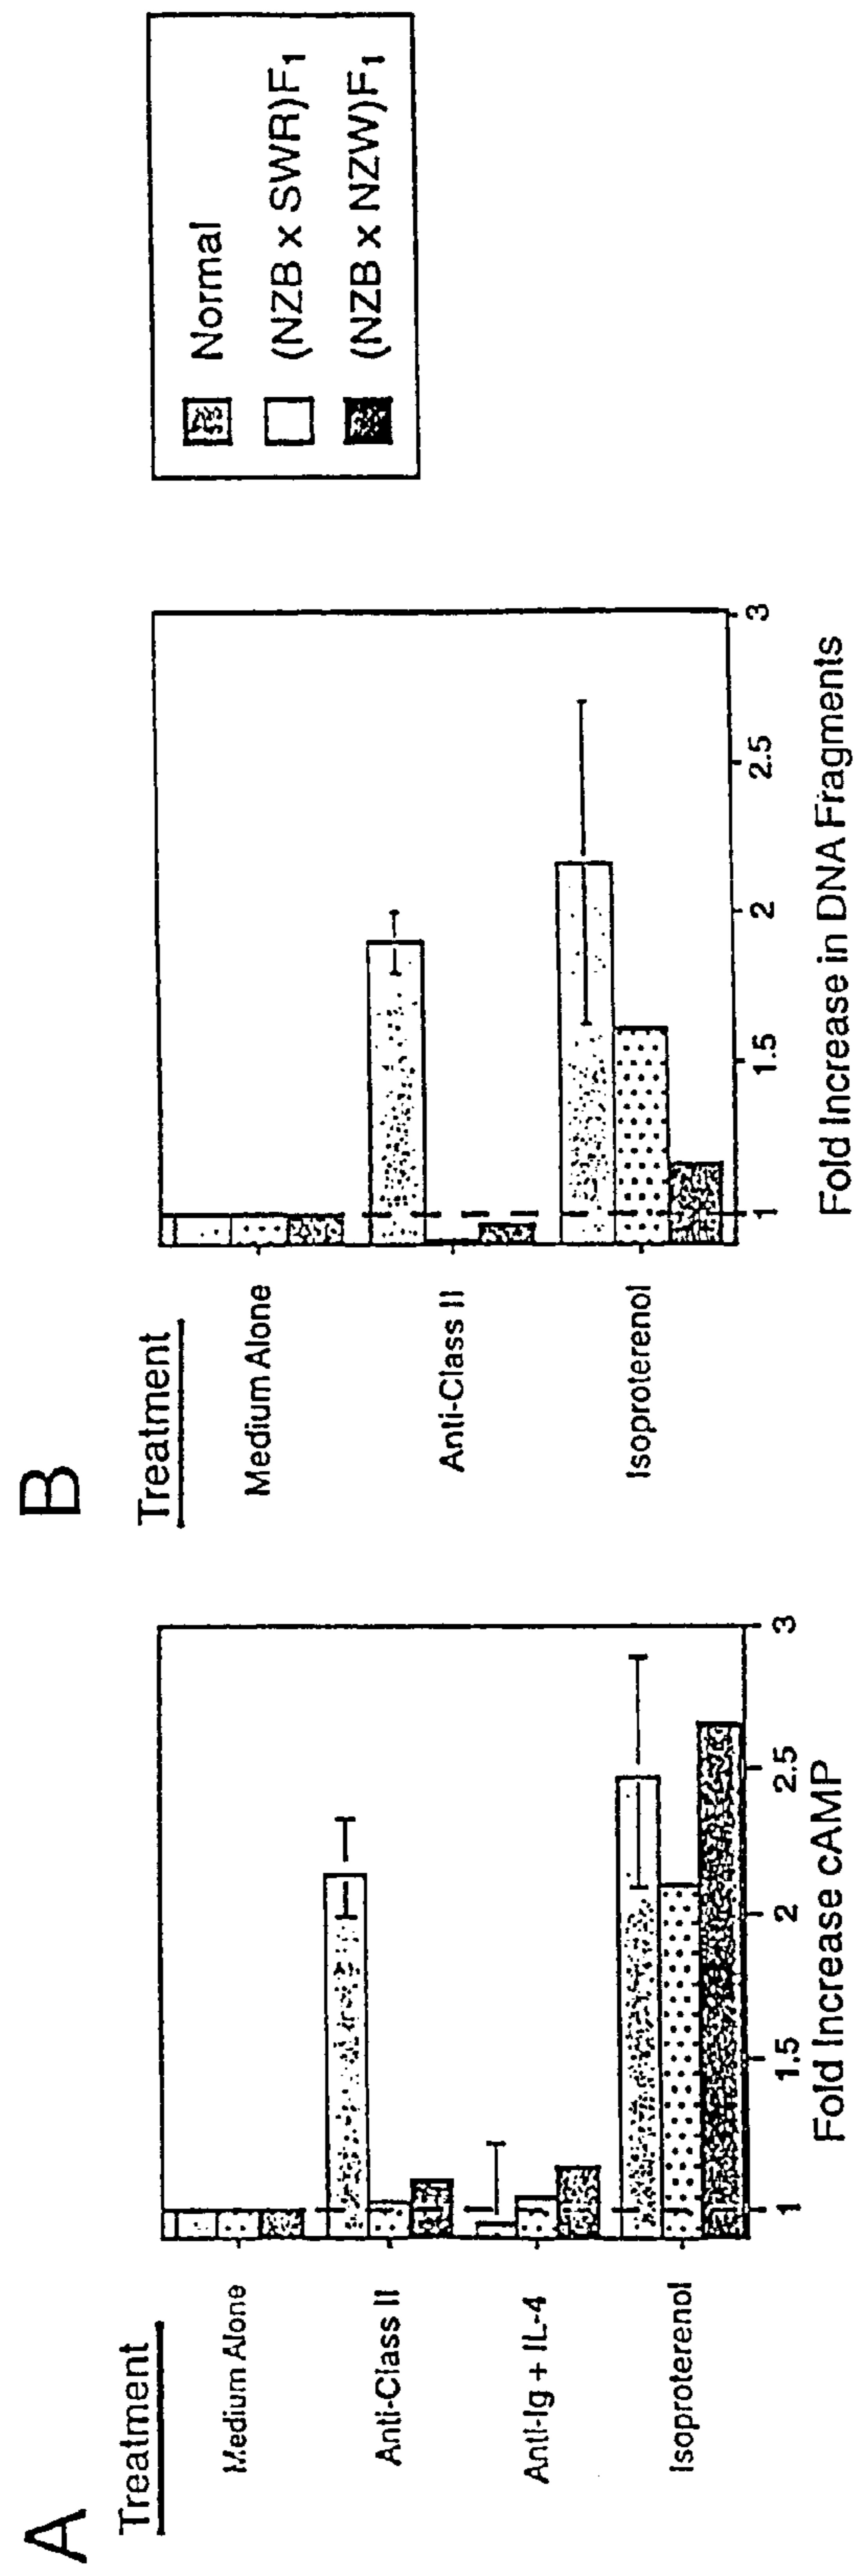 A
Treatment
Medium Alone
Anti-Class II
Anti-Ig + IL-4
Isoproterenol
1
1.5
2
2.5
3
Fold Increase cAMP
B
Treatment
Medium Alone
Anti-Class II
Isoproterenol
1
1.5
2
2.5
3
Fold Increase in DNA Fragments
Normal
(NZB x SWR)F1
(NZB x NZW)F1